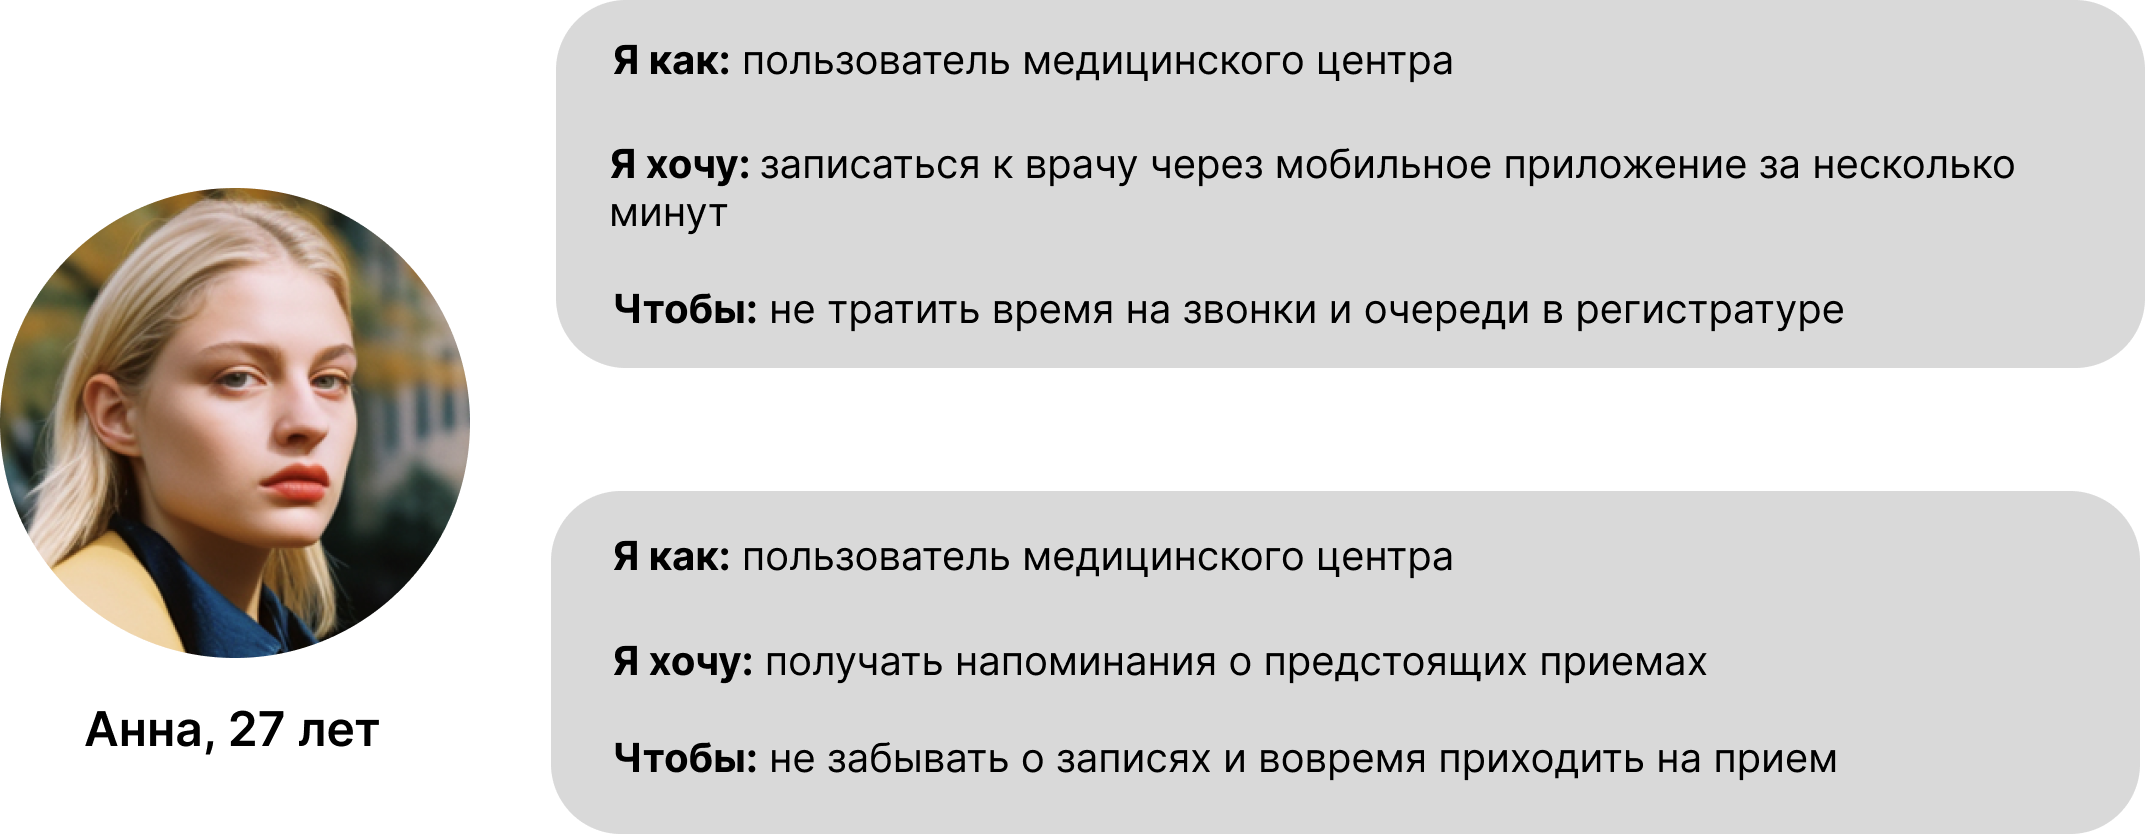 Я как: пользователь медицинского центра
Я хочу: записаться к врачу через мобильное приложение за несколько
минут
Чтобы: не тратить время на звонки и очереди в регистратуре
Анна, 27 лет
Я как: пользователь медицинского центра
Я хочу: получать напоминания о предстоящих приемах
Чтобы: не забывать о записях и вовремя приходить на прием